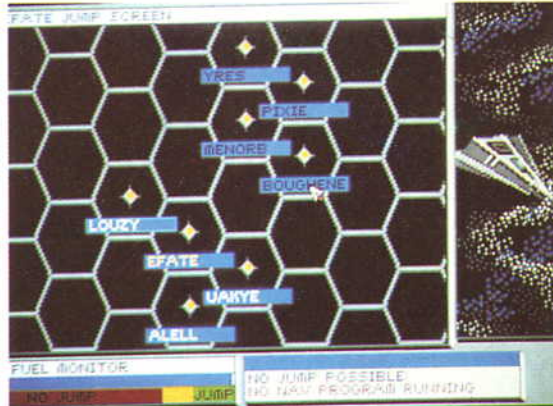 EFATE JUMP SCREEN
YRES
PIXIE
MENORB
BOUGHENE
LOUZY
EFATE
UAKYE
ALELL
FUEL MONITOR
NO JUMP JUMP
NO JUMP POSSIBLE
NO NAV PROGRAM RUNNING